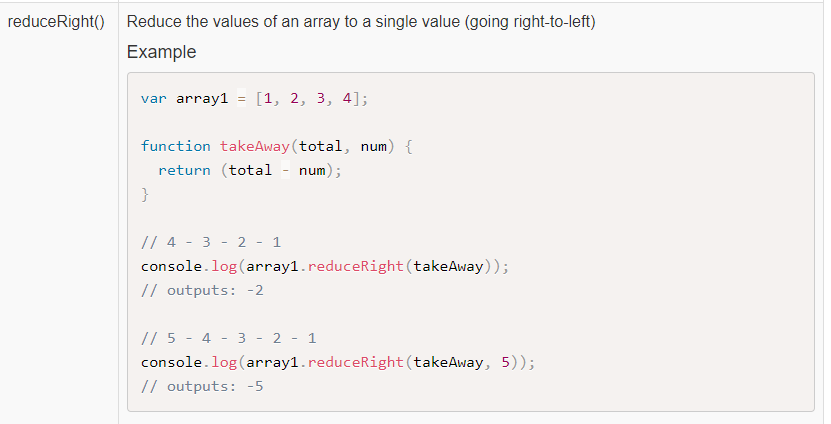 reduceRight()
Reduce the values of an array to a single value (going right-to-left)
Example
var array1 = [1, 2, 3, 4];
function takeAway(total, num) {
  return (total - num);
}
// 4 - 3 - 2 - 1
console.log(array1.reduceRight(takeAway));
// outputs: -2
// 5 - 4 - 3 - 2 - 1
console.log(array1.reduceRight(takeAway, 5));
// outputs: -5